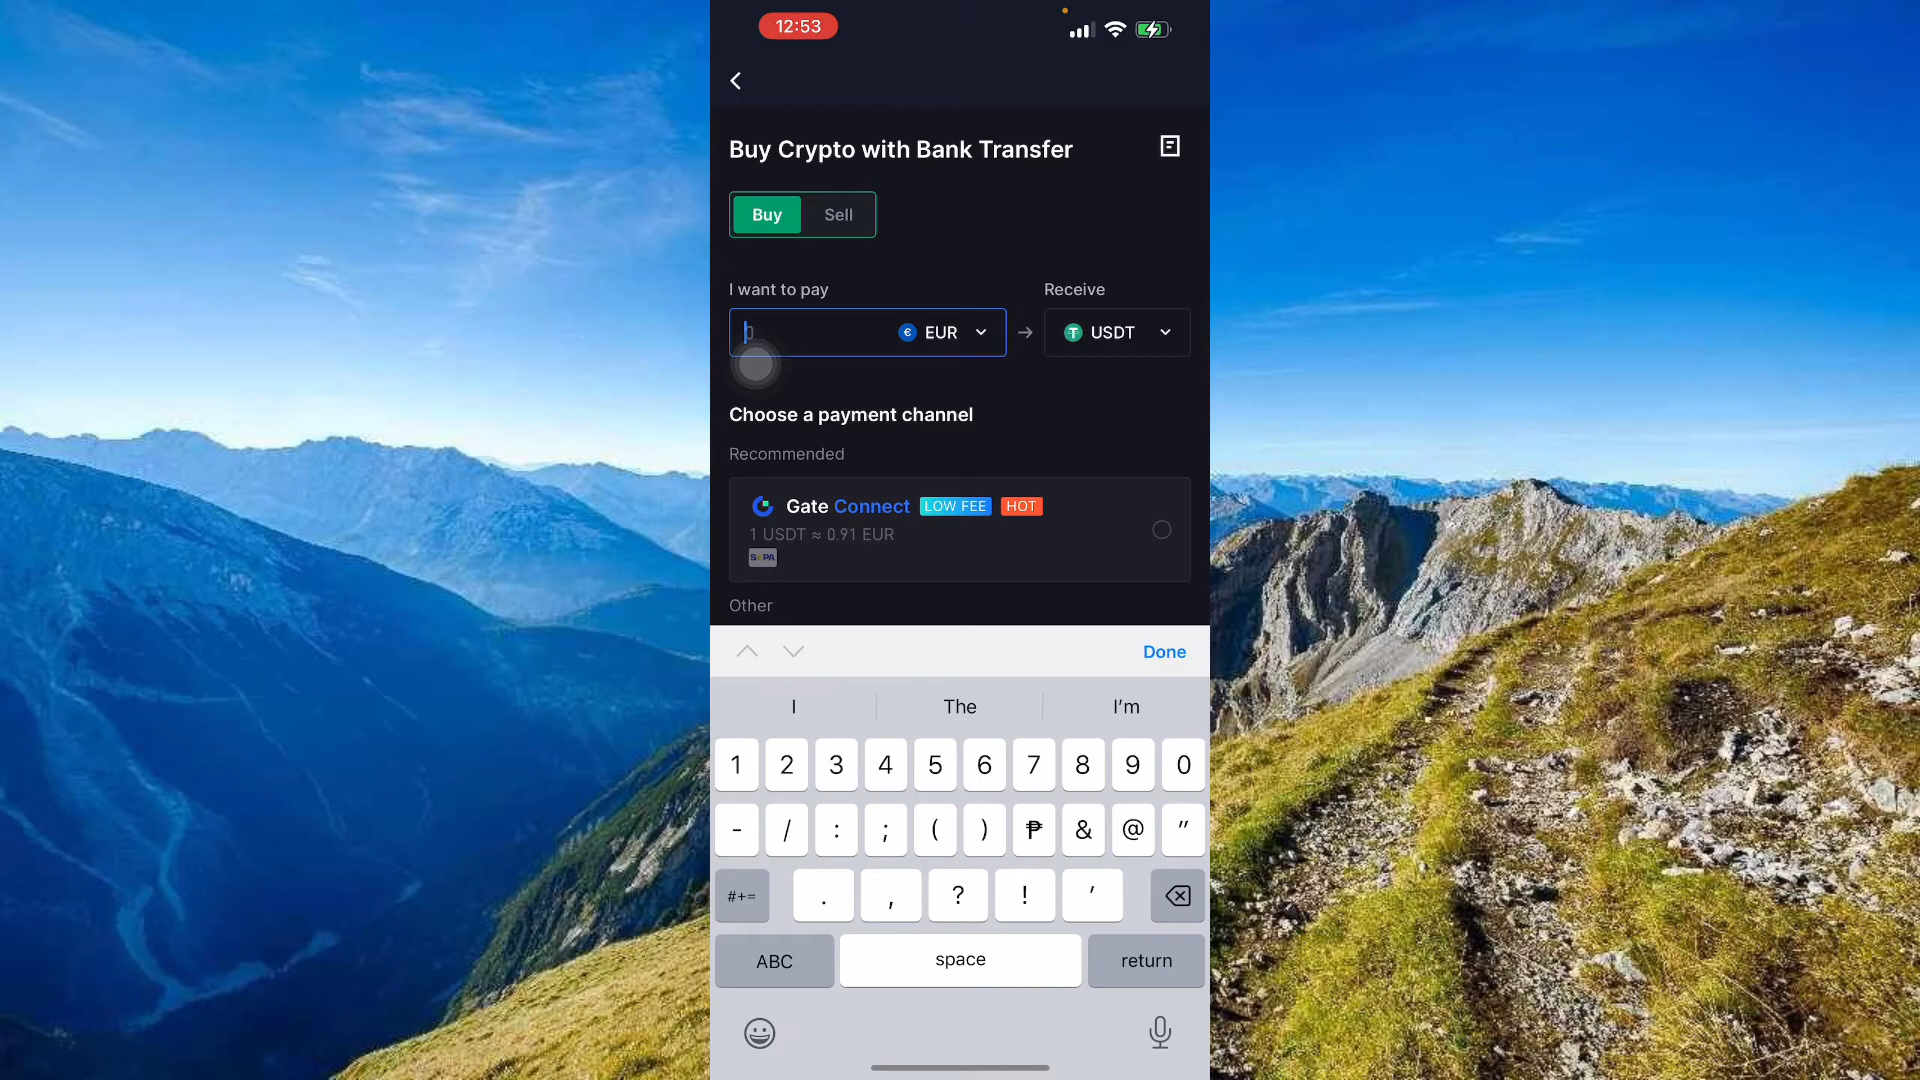 12:53
Buy Crypto with Bank Transfer
Buy Sell
I want to pay Receive
0 € EUR USDT
Choose a payment channel
Recommended
Gate Connect LOW FEE HOT
1 USDT ≈ 0.91 EUR
SEPA
Other
Done
I The I'm
1 2 3 4 5 6 7 8 9 0
- / : ; ( ) ₱ & @ "
#+= . , ? ! '
ABC space return